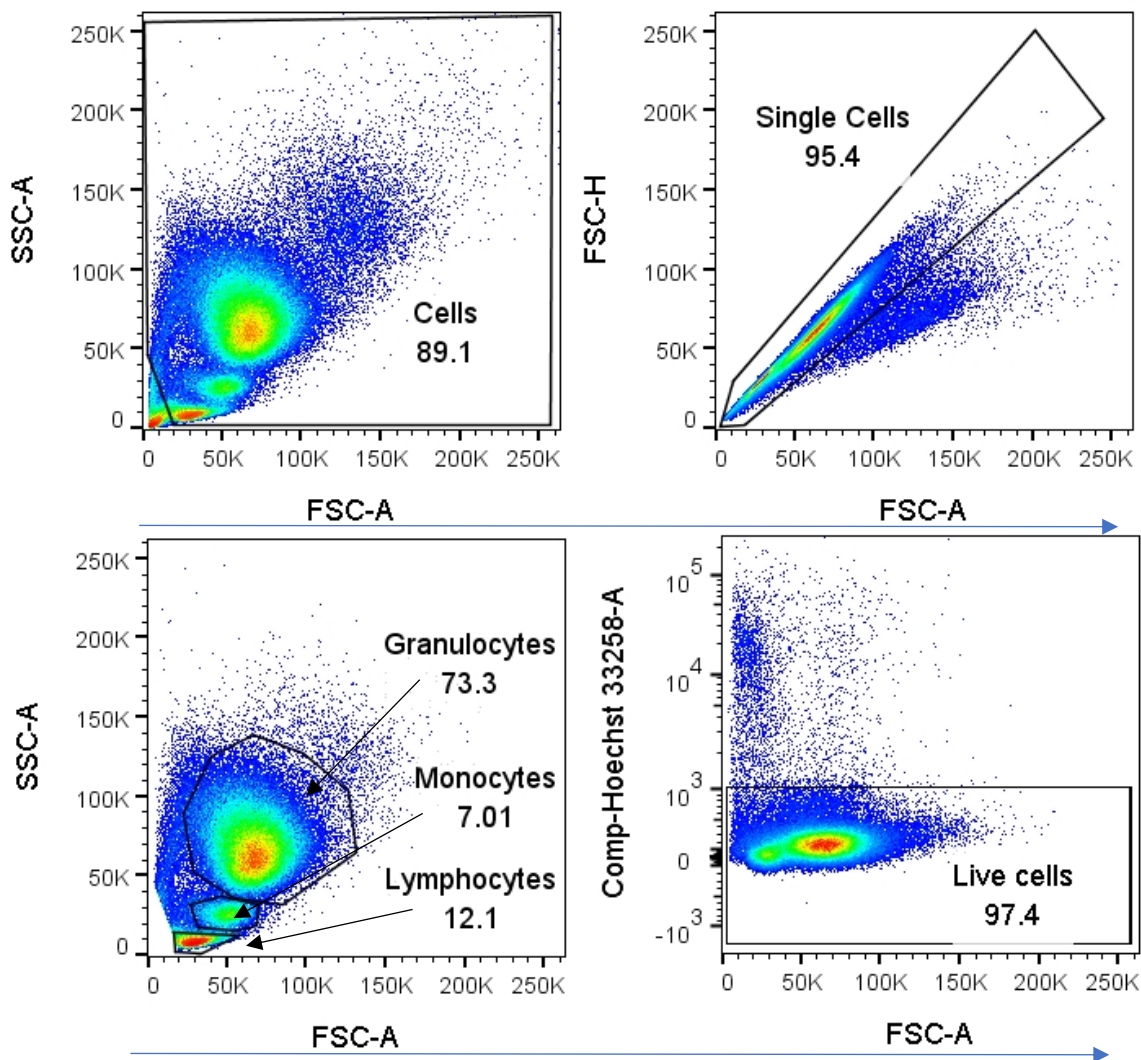 250K
200K
150K
100K
50K
0
SSC-A
Cells
89.1
0 50K 100K 150K 200K 250K
FSC-A
250K
200K
150K
100K
50K
0
FSC-H
Single Cells
95.4
0 50K 100K 150K 200K 250K
FSC-A
250K
200K
150K
100K
50K
0
SSC-A
Granulocytes
73.3
Monocytes
7.01
Lymphocytes
12.1
0 50K 100K 150K 200K 250K
FSC-A
10^5
10^4
10^3
0
-10^3
Comp-Hoechst 33258-A
Live cells
97.4
0 50K 100K 150K 200K 250K
FSC-A